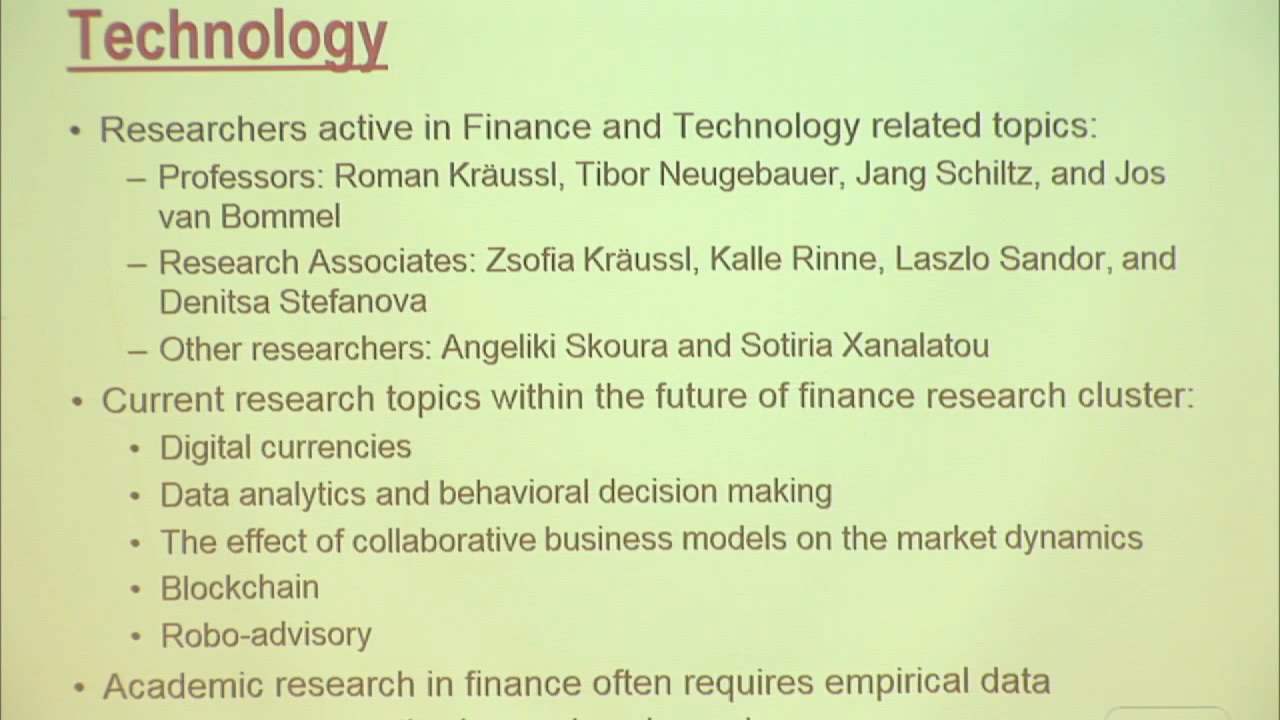 Technology
• Researchers active in Finance and Technology related topics:
– Professors: Roman Kräussl, Tibor Neugebauer, Jang Schiltz, and Jos
van Bommel
– Research Associates: Zsofia Kräussl, Kalle Rinne, Laszlo Sandor, and
Denitsa Stefanova
– Other researchers: Angeliki Skoura and Sotiria Xanalatou
• Current research topics within the future of finance research cluster:
• Digital currencies
• Data analytics and behavioral decision making
• The effect of collaborative business models on the market dynamics
• Blockchain
• Robo-advisory
• Academic research in finance often requires empirical data